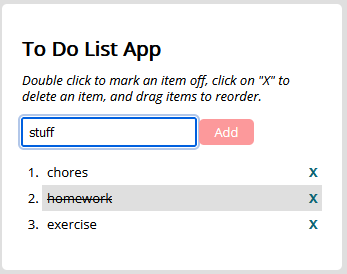 To Do List App
Double click to mark an item off, click on "X" to
delete an item, and drag items to reorder.
stuff Add
1. chores X
2. homework X
3. exercise X